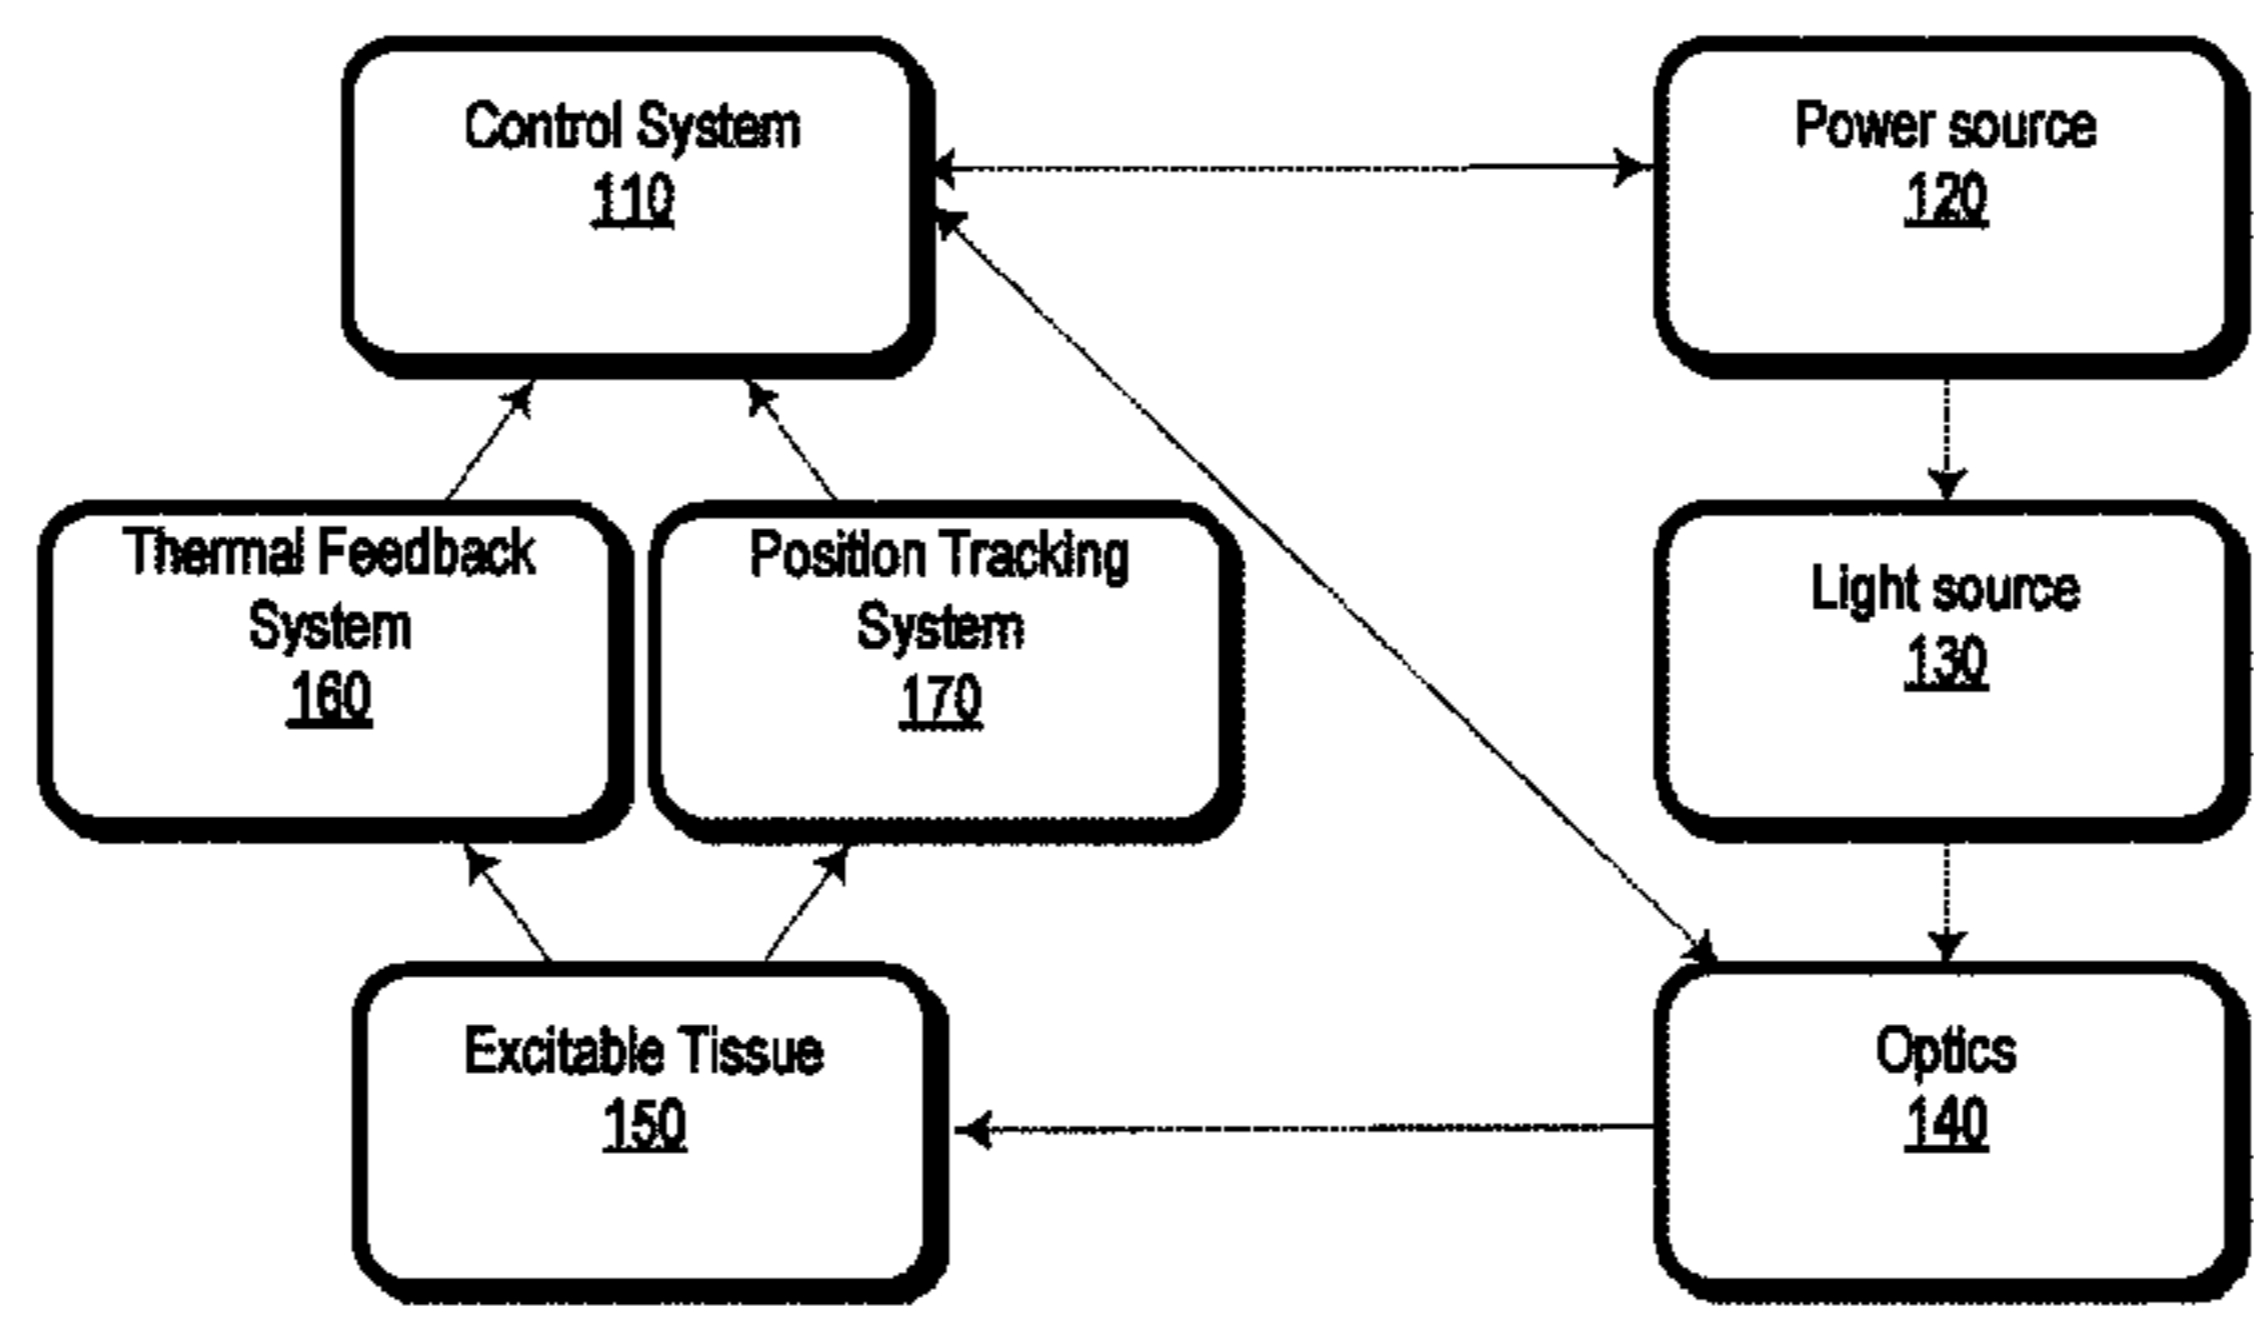 Control System
110
Power source
120
Thermal Feedback
System
160
Position Tracking
System
170
Light source
130
Excitable Tissue
150
Optics
140